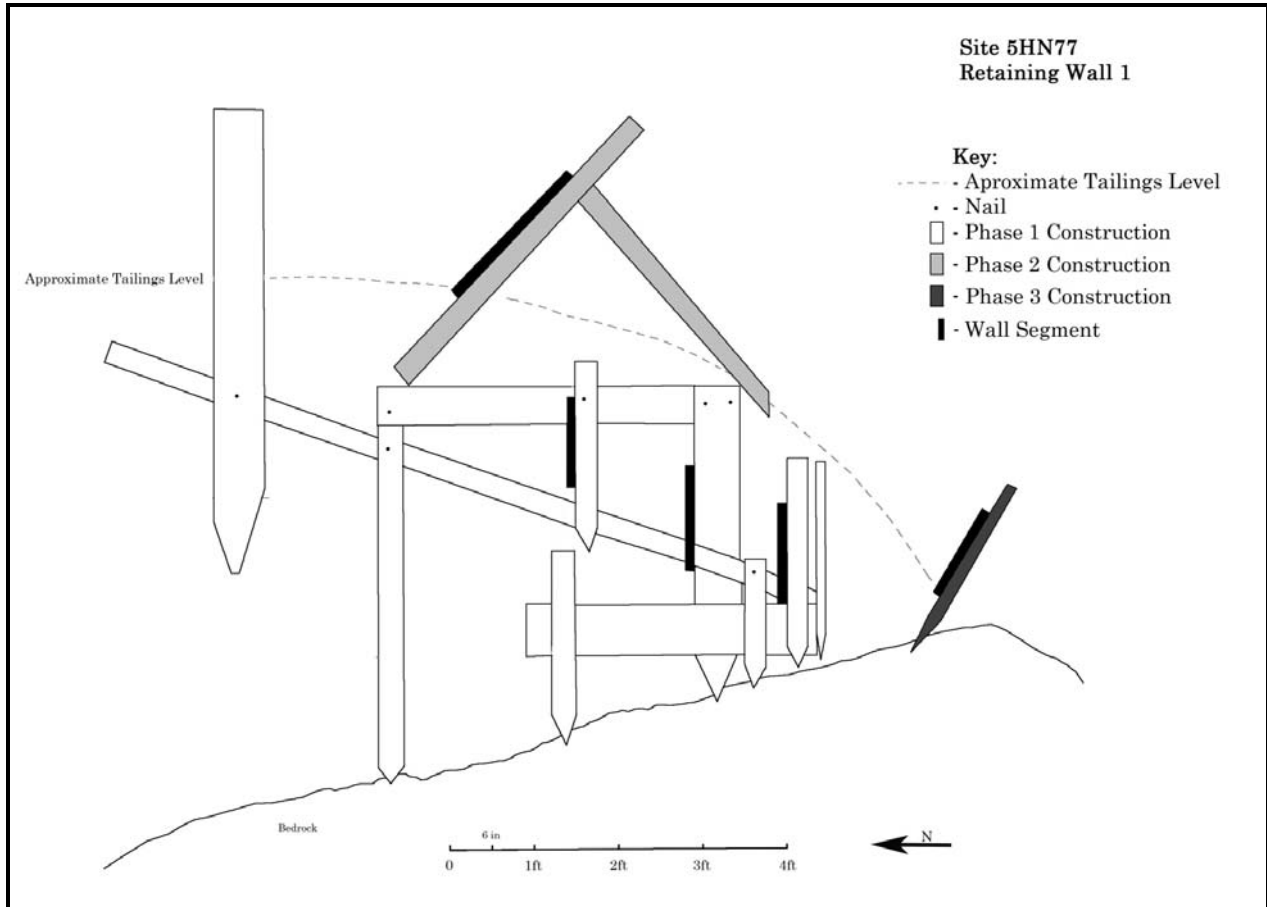 Site 5HN77
Retaining Wall 1
Key:
- Aproximate Tailings Level
- Nail
- Phase 1 Construction
- Phase 2 Construction
- Phase 3 Construction
- Wall Segment
Approximate Tailings Level
Bedrock
6 in
0 1ft 2ft 3ft 4ft
N